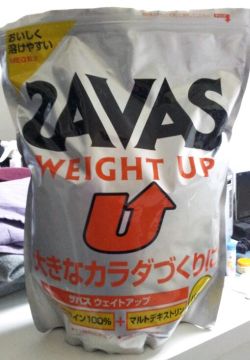 おいしく
溶けやすい
ZAVAS
WEIGHT UP
U
大きなカラダづくりに
ザバス ウェイトアップ
イン100% + マルトデキストリン